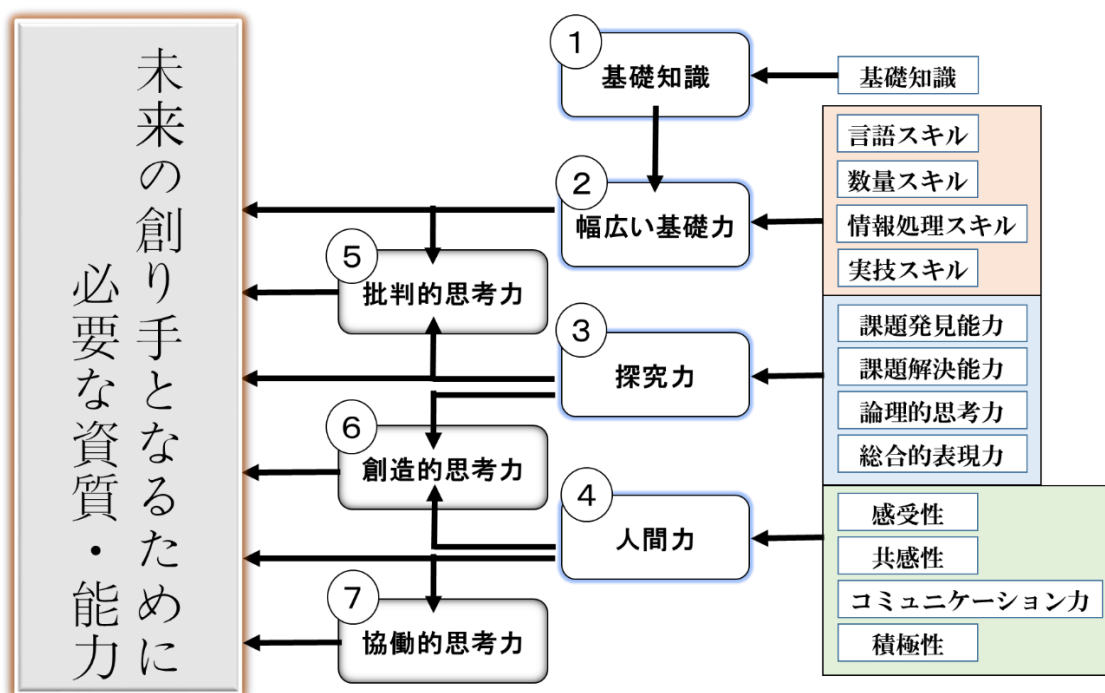 未来の創り手となるために
必要な資質・能力
①
基礎知識
②
幅広い基礎力
③
探究力
④
人間力
⑤
批判的思考力
⑥
創造的思考力
⑦
協働的思考力
基礎知識
言語スキル
数量スキル
情報処理スキル
実技スキル
課題発見能力
課題解決能力
論理的思考力
総合的表現力
感受性
共感性
コミュニケーション力
積極性